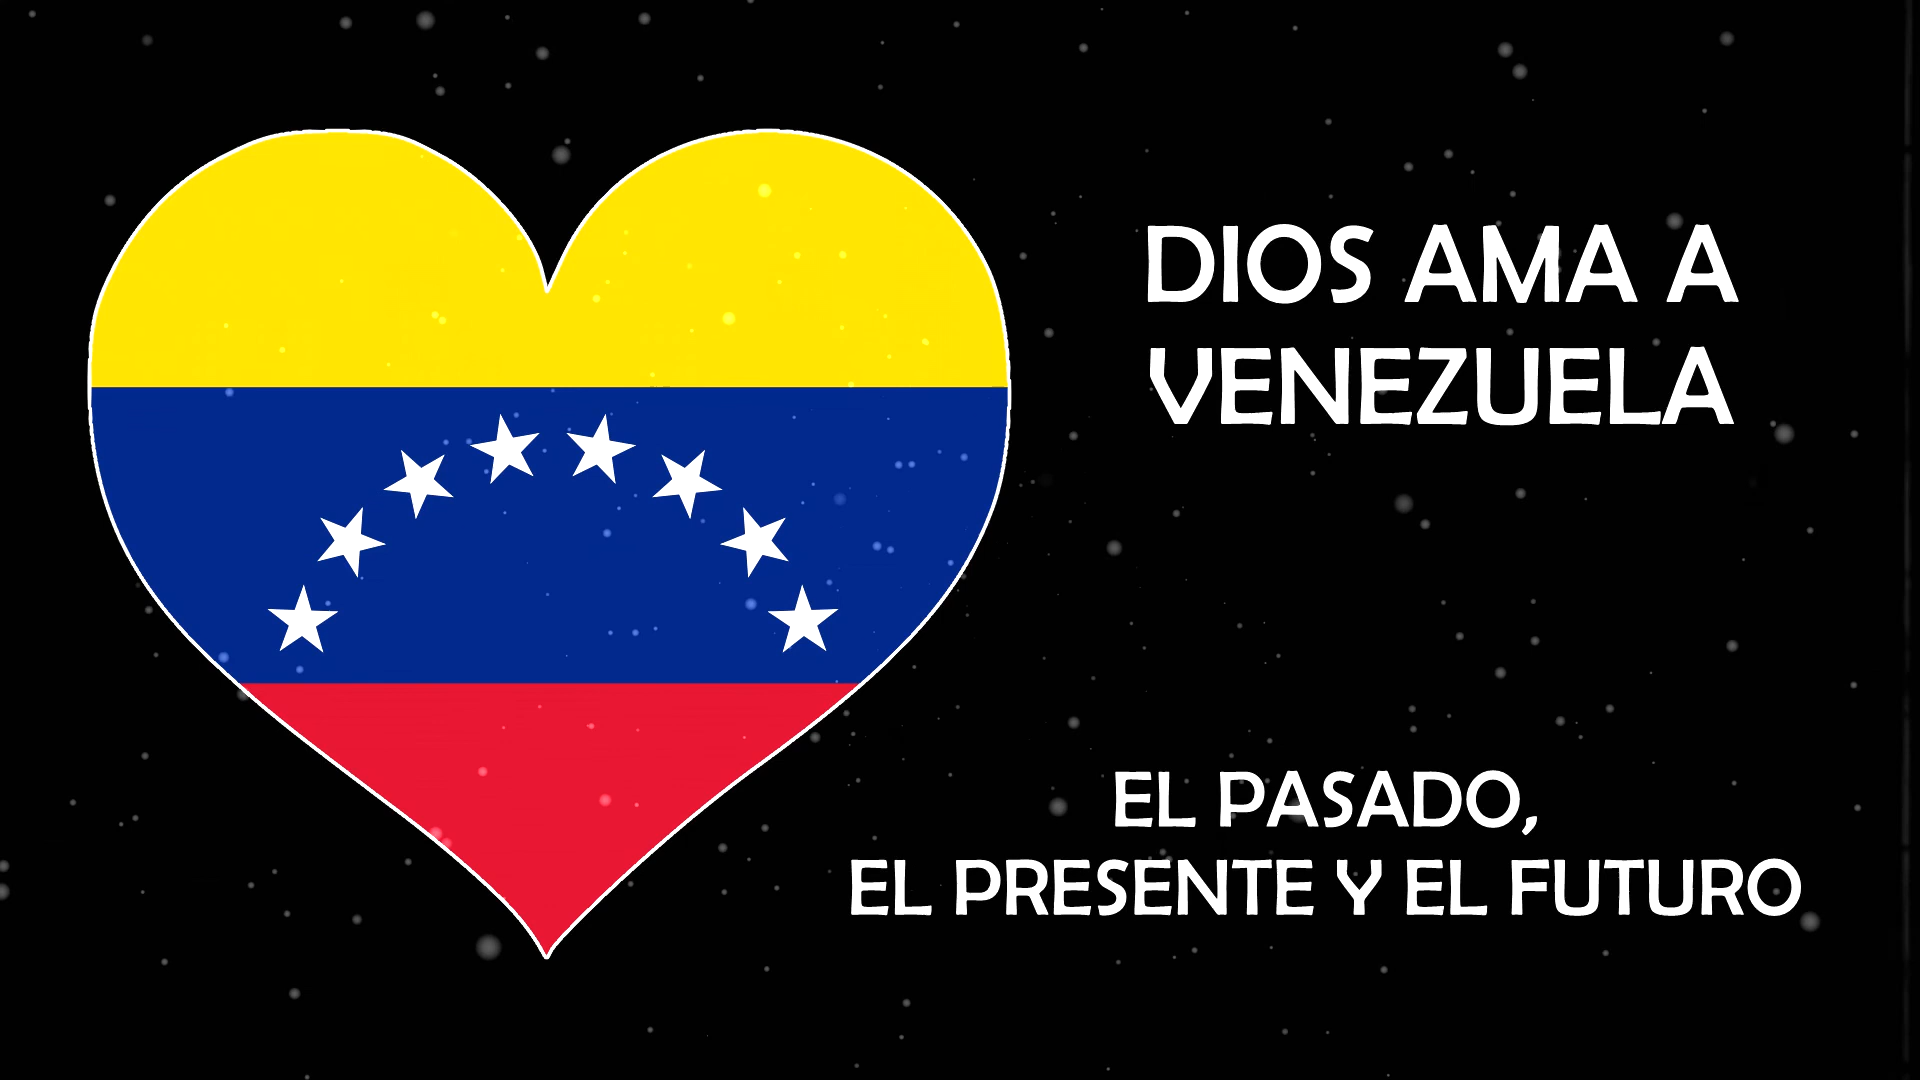 DIOS AMA A
VENEZUELA
EL PASADO,
EL PRESENTE Y EL FUTURO